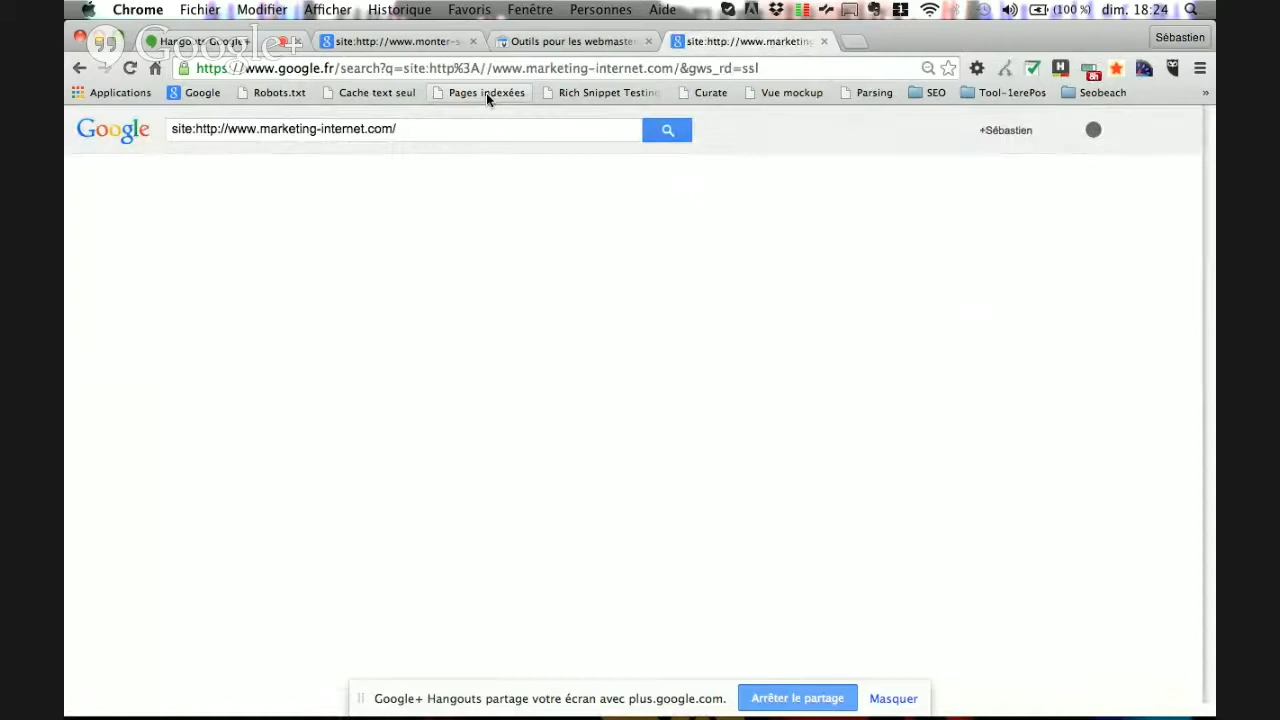 Chrome Fichier Modifier Afficher Historique Favoris Fenêtre Personnes Aide (100 %) dim. 18:24
Google+
Hangouts Google+ site:http://www.monter-s Outils pour les webmaste site:http://www.marketing Sébastien
https://www.google.fr/search?q=site:http%3A//www.marketing-internet.com/&gws_rd=ssl
Applications Google Robots.txt Cache text seul Pages indexées Rich Snippet Testing Curate Vue mockup Parsing SEO Tool-1erePos Seobeach »
Google site:http://www.marketing-internet.com/ +Sébastien
Google+ Hangouts partage votre écran avec plus.google.com. Arrêter le partage Masquer